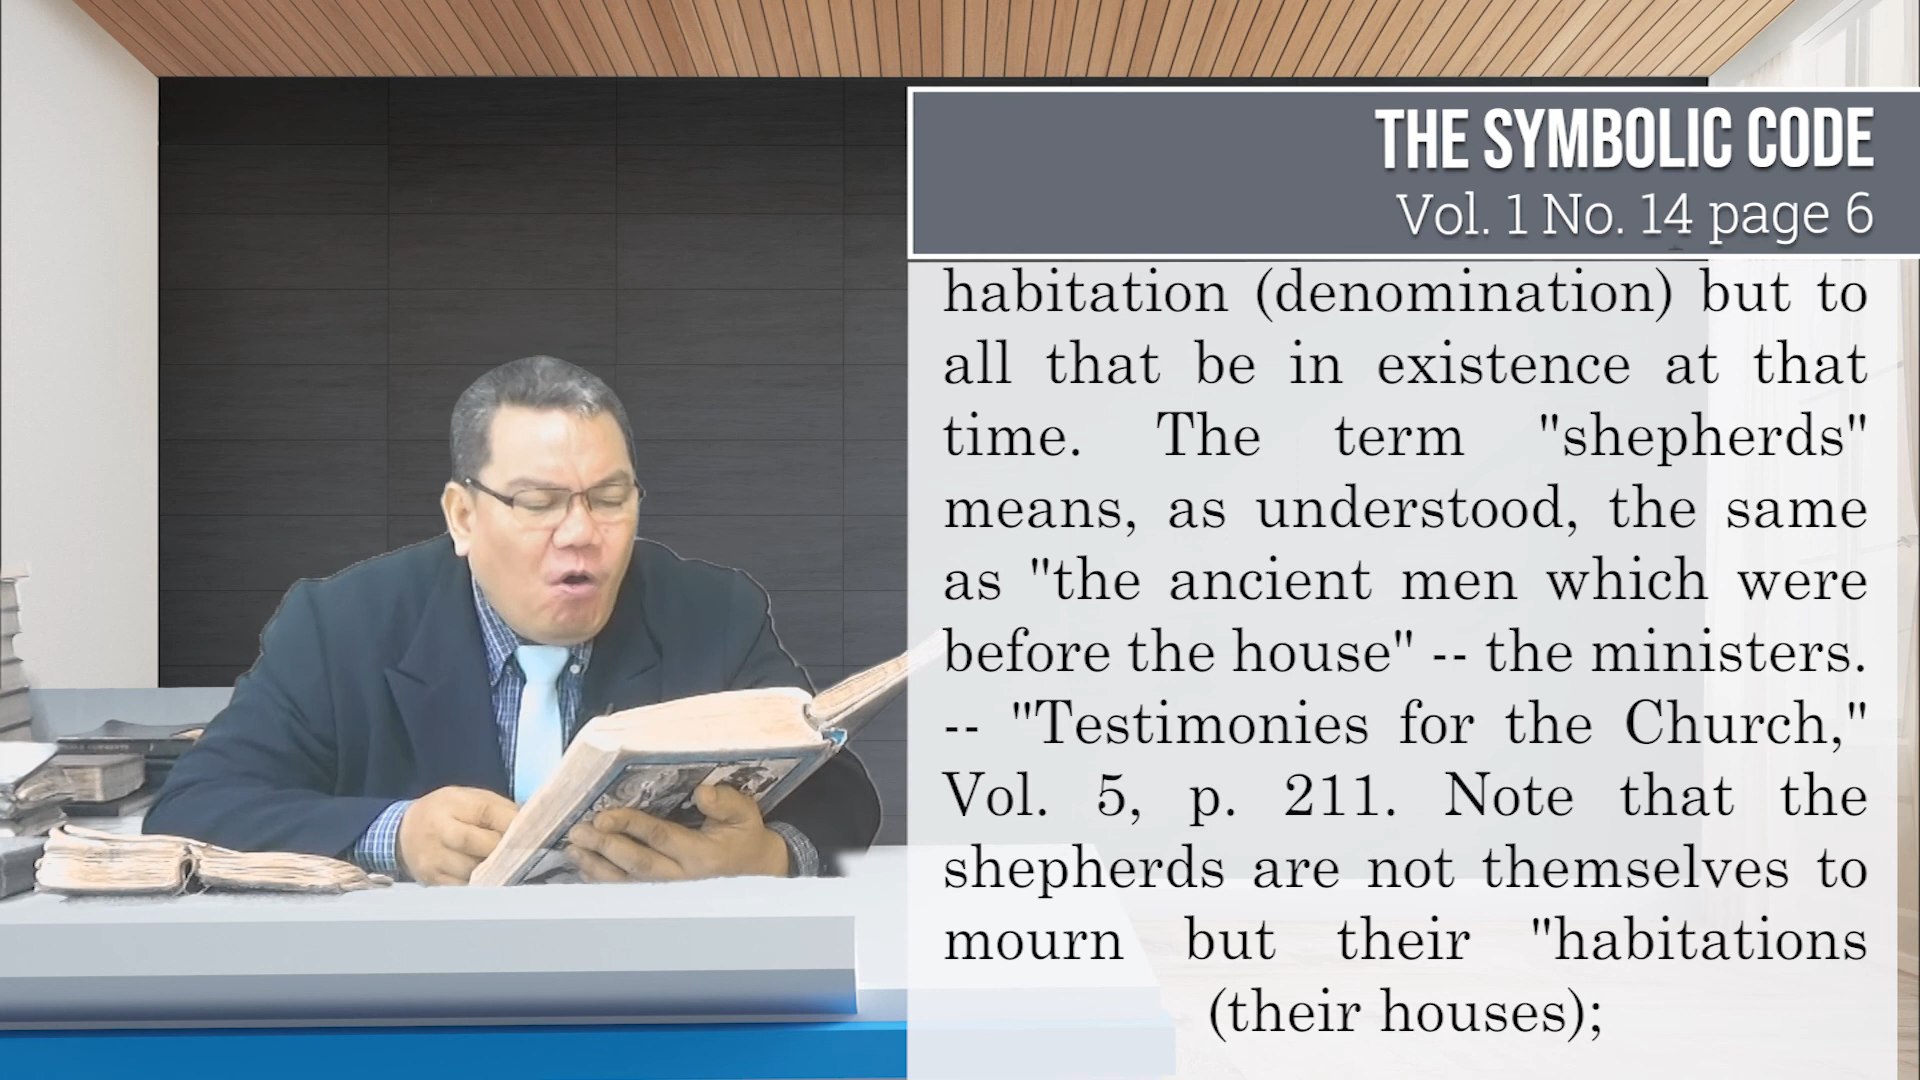 THE SYMBOLIC CODE
Vol. 1 No. 14 page 6
habitation (denomination) but to
all that be in existence at that
time. The term "shepherds"
means, as understood, the same
as "the ancient men which were
before the house" -- the ministers.
-- "Testimonies for the Church,"
Vol. 5, p. 211. Note that the
shepherds are not themselves to
mourn but their "habitations
(their houses);